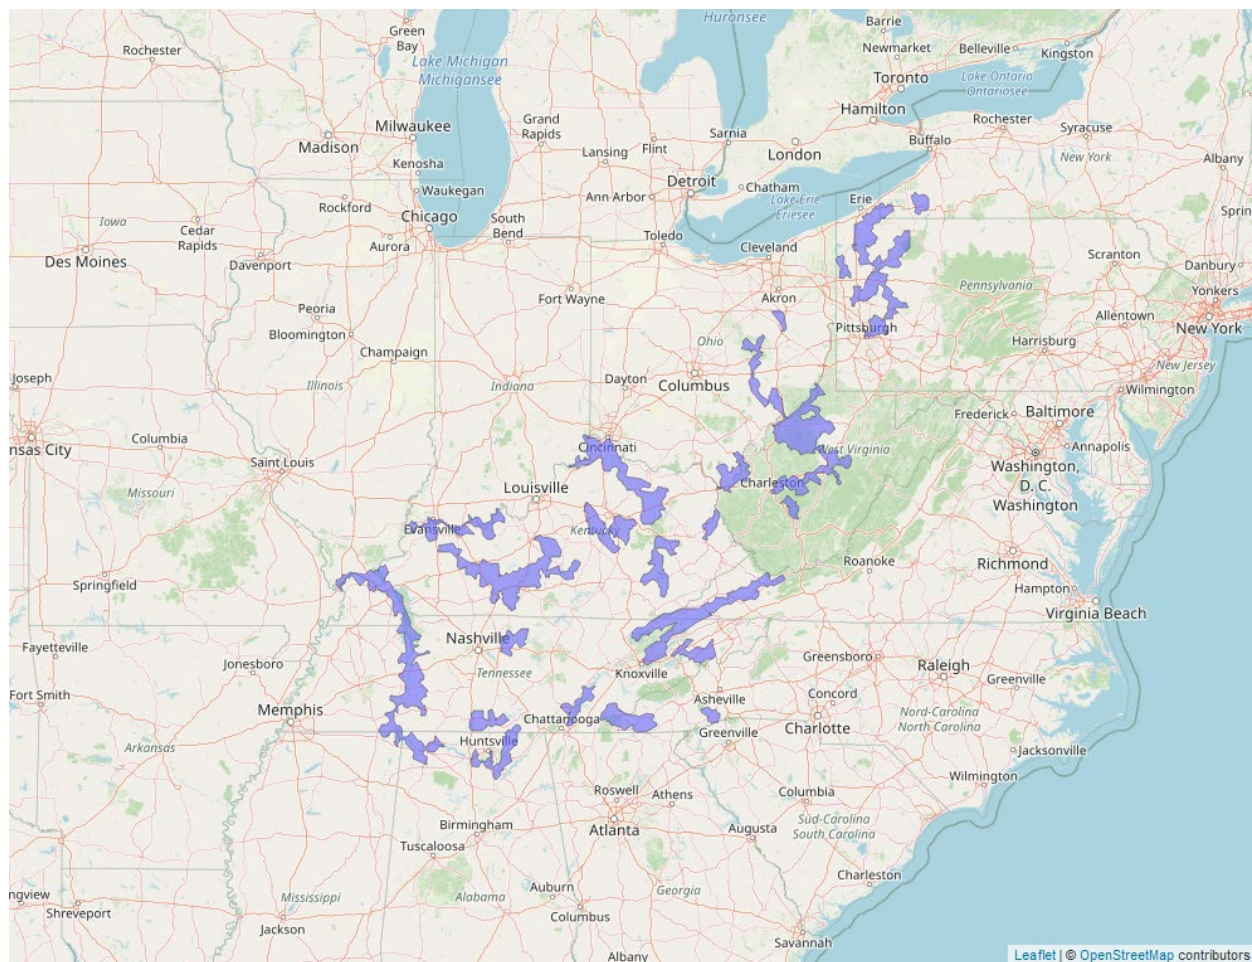 Huronsee
Barrie
Green
Bay
Newmarket
Belleville
Kingston
Rochester
Lake Michigan
Michigansee
Toronto
Lake Ontario
Ontariosee
Hamilton
Grand
Rapids
Milwaukee
Sarnia
Rochester
Syracuse
Madison
Flint
Buffalo
Lansing
London
New York
Albany
Kenosha
Detroit
Chatham
Waukegan
Ann Arbor
Lake Erie
Eriesee
Erie
Rockford
Chicago
South
Bend
Sprin
Iowa
Cedar
Rapids
Toledo
Cleveland
Aurora
Des Moines
Davenport
Scranton
Danbury
Fort Wayne
Akron
Pennsylvania
Yonkers
Peoria
Allentown
Bloomington
Pittsburgh
New York
Ohio
Harrisburg
Champaign
New Jersey
Joseph
Illinois
Indiana
Dayton
Columbus
Wilmington
Frederick
Baltimore
nsas City
Columbia
Cincinnati
West Virginia
Annapolis
Saint Louis
Washington,
D. C.
Washington
Missouri
Louisville
Charleston
Evansville
Kentucky
Roanoke
Richmond
Springfield
Hampton
Virginia Beach
Fayetteville
Nashville
Jonesboro
Tennessee
Knoxville
Greensboro
Raleigh
Greenville
Fort Smith
Asheville
Concord
Memphis
Chattanooga
Nord-Carolina
North Carolina
Charlotte
Greenville
Arkansas
Huntsville
Jacksonville
Wilmington
Roswell
Athens
Columbia
Süd-Carolina
South Carolina
Birmingham
Atlanta
Augusta
Tuscaloosa
Charleston
Auburn
Georgia
ngview
Mississippi
Alabama
Shreveport
Columbus
Jackson
Savannah
Albany
Leaflet | © OpenStreetMap contributors